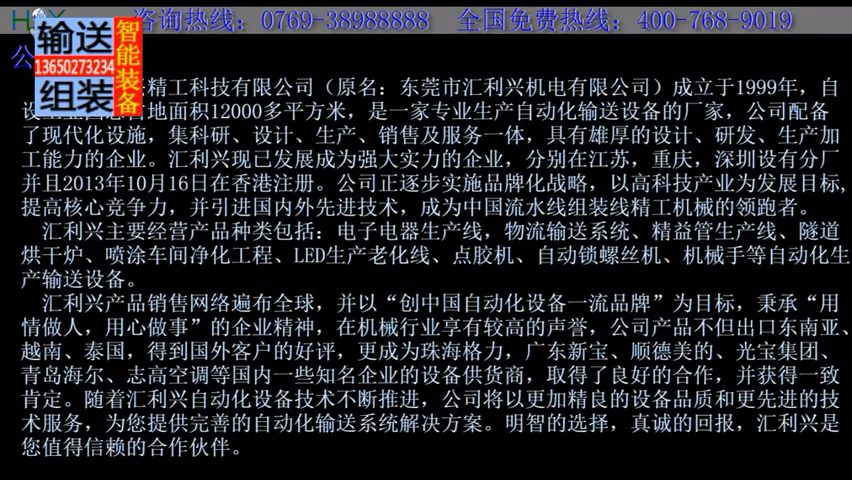 咨询热线：0769-38988888 全国免费热线：400-768-9019
输送
13650273234
组装
智能装备
公
精工科技有限公司（原名：东莞市汇利兴机电有限公司）成立于1999年，自
地面积12000多平方米，是一家专业生产自动化输送设备的厂家，公司配备
了现代化设施，集科研、设计、生产、销售及服务一体，具有雄厚的设计、研发、生产加
工能力的企业。汇利兴现已发展成为强大实力的企业，分别在江苏，重庆，深圳设有分厂
并且2013年10月16日在香港注册。公司正逐步实施品牌化战略，以高科技产业为发展目标,
提高核心竞争力，并引进国内外先进技术，成为中国流水线组装线精工机械的领跑者。
汇利兴主要经营产品种类包括：电子电器生产线，物流输送系统、精益管生产线、隧道
烘干炉、喷涂车间净化工程、LED生产老化线、点胶机、自动锁螺丝机、机械手等自动化生
产输送设备。
汇利兴产品销售网络遍布全球，并以“创中国自动化设备一流品牌”为目标，秉承“用
情做人，用心做事”的企业精神，在机械行业享有较高的声誉，公司产品不但出口东南亚、
越南、泰国，得到国外客户的好评，更成为珠海格力，广东新宝、顺德美的、光宝集团、
青岛海尔、志高空调等国内一些知名企业的设备供货商，取得了良好的合作，并获得一致
肯定。随着汇利兴自动化设备技术不断推进，公司将以更加精良的设备品质和更先进的技
术服务，为您提供完善的自动化输送系统解决方案。明智的选择，真诚的回报，汇利兴是
您值得信赖的合作伙伴。